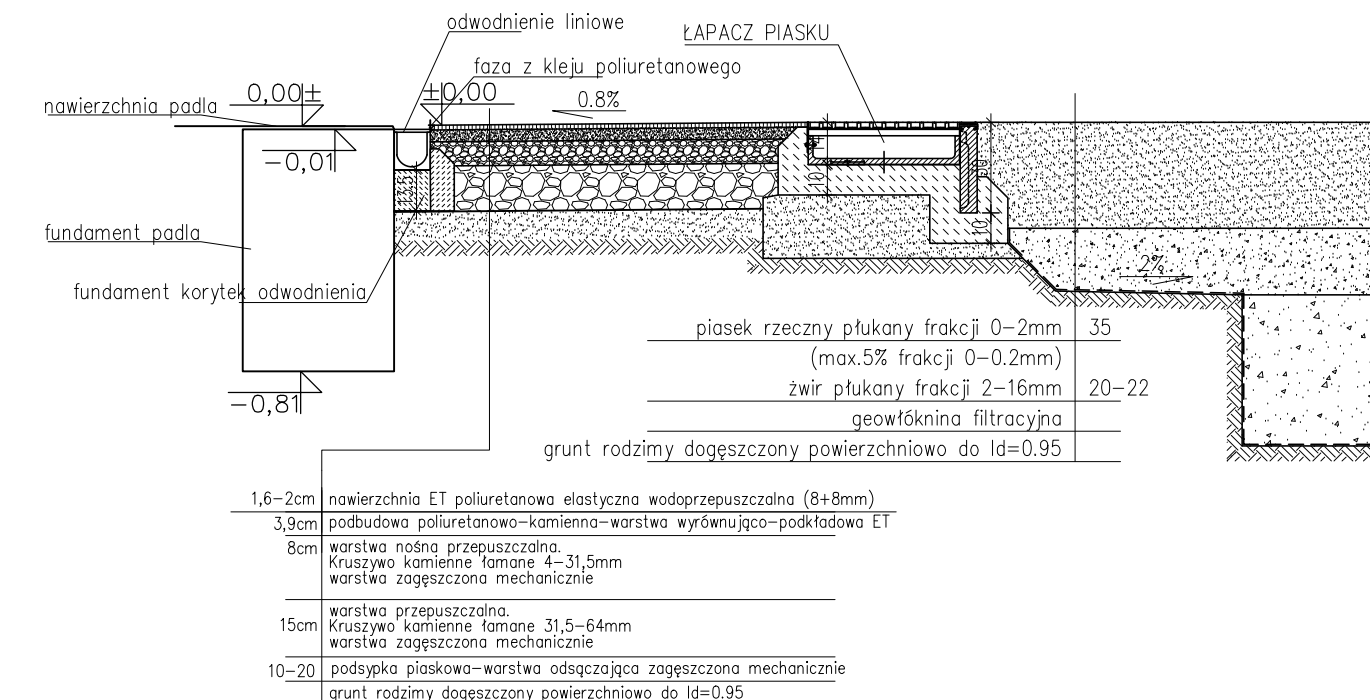 odwodnienie liniowe
ŁAPACZ PIASKU
faza z kleju poliuretanowego
nawierzchnia padla
0,00±
±0,00
0.8%
-0,01
13,5
10
30
10
fundament padla
fundament korytek odwodnienia
2%
-0,81
piasek rzeczny płukany frakcji 0-2mm 35
(max.5% frakcji 0-0.2mm)
żwir płukany frakcji 2-16mm 20-22
geowłóknina filtracyjna
grunt rodzimy dogęszczony powierzchniowo do Id=0.95
1,6-2cm nawierzchnia ET poliuretanowa elastyczna wodoprzepuszczalna (8+8mm)
3,9cm podbudowa poliuretanowo-kamienna-warstwa wyrównująco-podkładowa ET
8cm warstwa nośna przepuszczalna.
Kruszywo kamienne łamane 4-31,5mm
warstwa zagęszczona mechanicznie
warstwa przepuszczalna.
15cm Kruszywo kamienne łamane 31,5-64mm
warstwa zagęszczona mechanicznie
10-20 podsypka piaskowa-warstwa odsączająca zagęszczona mechanicznie
grunt rodzimy dogęszczony powierzchniowo do Id=0.95